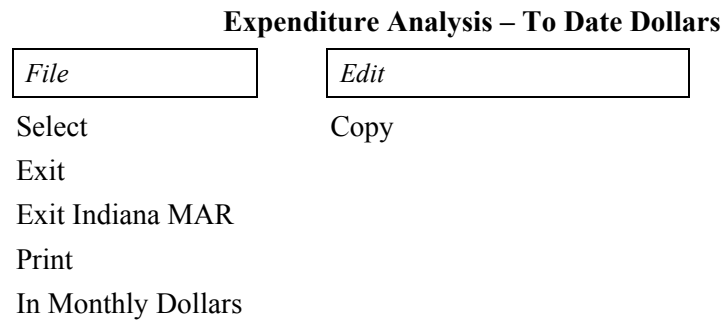 Expenditure Analysis – To Date Dollars
File Edit
Select Copy
Exit
Exit Indiana MAR
Print
In Monthly Dollars